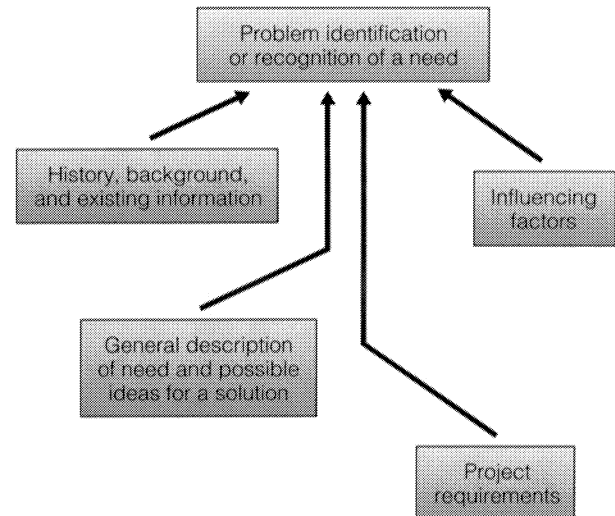 Problem identification
or recognition of a need
History, background,
and existing information
Influencing
factors
General description
of need and possible
ideas for a solution
Project
requirements